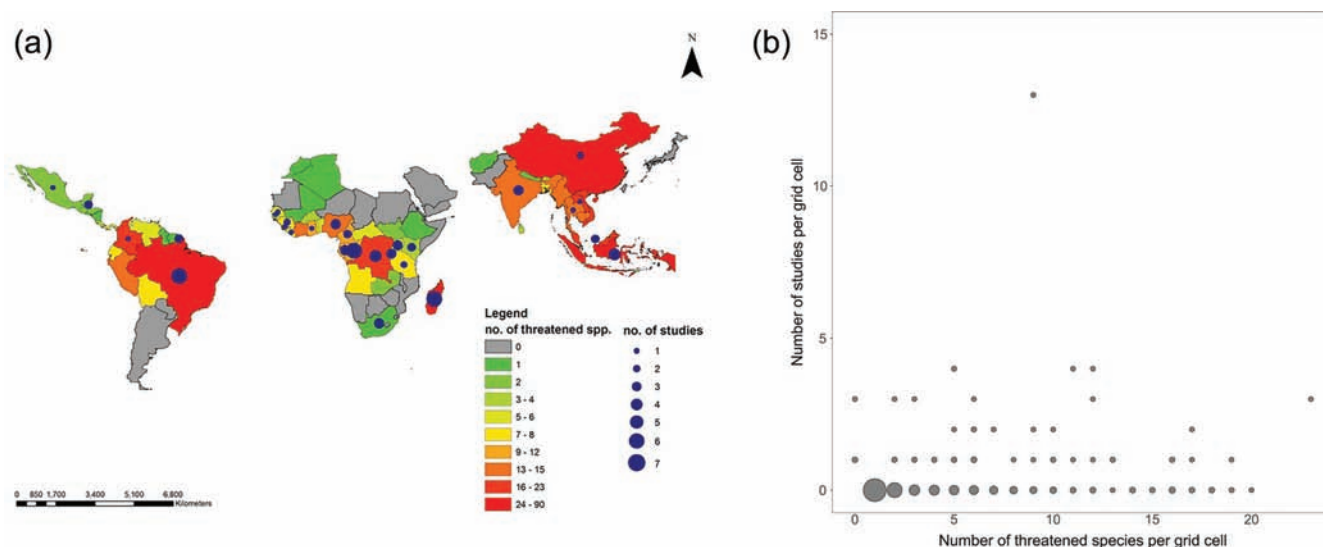 (a)
N
Legend
no. of threatened spp.
0
1
2
3 - 4
5 - 6
7 - 8
9 - 12
13 - 15
16 - 23
24 - 90
no. of studies
1
2
3
4
5
6
7
0 850 1,700 3,400 5,100 6,800
Kilometers
(b)
Number of studies per grid cell
15
10
5
0
0 5 10 15 20
Number of threatened species per grid cell